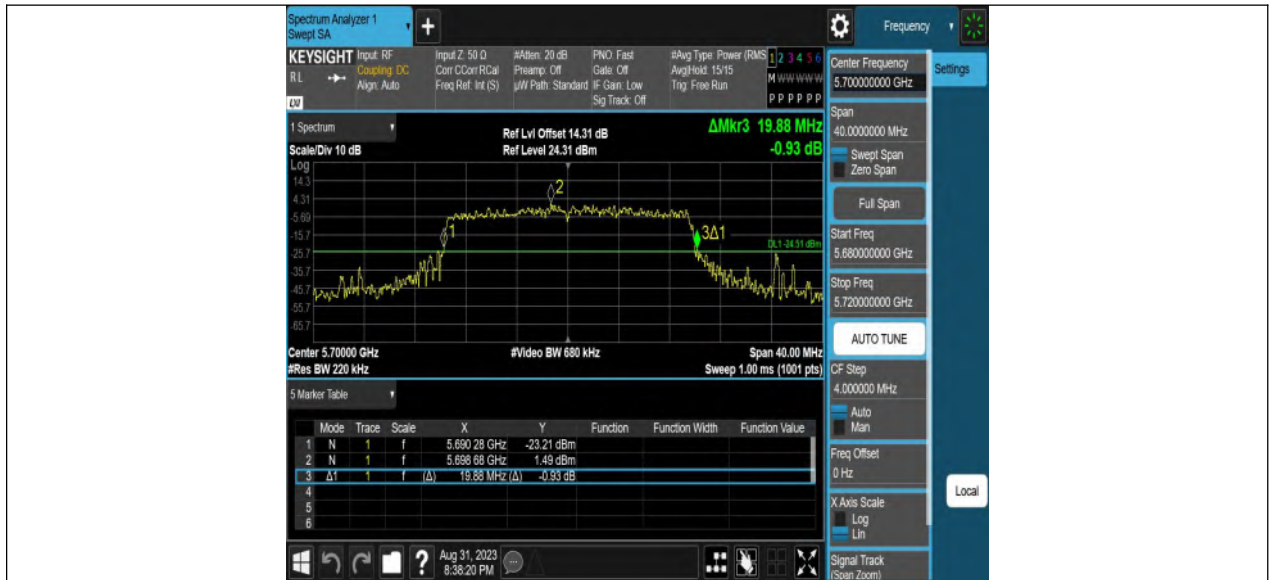 Spectrum Analyzer 1
Swept SA
+
Frequency
KEYSIGHT
RL
LXI
Input: RF
Coupling: DC
Align: Auto
Input Z: 50 Ω
Corr CCorr RCal
Freq Ref: Int (S)
#Atten: 20 dB
Preamp: Off
µW Path: Standard
PNO: Fast
Gate: Off
IF Gain: Low
Sig Track: Off
#Avg Type: Power (RMS
Avg|Hold: 15/15
Trig: Free Run
1 2 3 4 5 6
M W W W W W
P P P P P P
1 Spectrum
Scale/Div 10 dB
Ref Lvl Offset 14.31 dB
Ref Level 24.31 dBm
ΔMkr3 19.88 MHz
-0.93 dB
Log
14.3
4.31
-5.69
-15.7
-25.7
-35.7
-45.7
-55.7
-65.7
1
2
3Δ1
DL1 -24.51 dBm
Center 5.70000 GHz
#Res BW 220 kHz
#Video BW 680 kHz
Span 40.00 MHz
Sweep 1.00 ms (1001 pts)
5 Marker Table
Mode Trace Scale X Y Function Function Width Function Value
1 N 1 f 5.690 28 GHz -23.21 dBm
2 N 1 f 5.698 68 GHz 1.49 dBm
3 Δ1 1 f (Δ) 19.88 MHz (Δ) -0.93 dB
4
5
6
?
Aug 31, 2023
8:38:20 PM
Center Frequency
5.700000000 GHz
Settings
Span
40.0000000 MHz
Swept Span
Zero Span
Full Span
Start Freq
5.680000000 GHz
Stop Freq
5.720000000 GHz
AUTO TUNE
CF Step
4.000000 MHz
Auto
Man
Freq Offset
0 Hz
X Axis Scale
Log
Lin
Local
Signal Track
(Span Zoom)